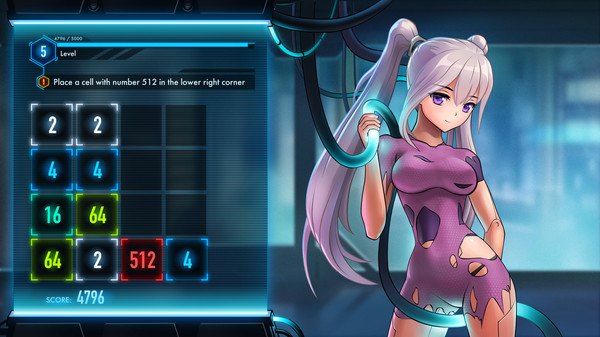 4796 / 5000
5
Level
! Place a cell with number 512 in the lower right corner
2 2
4 4
16 64
64 2 512 4
SCORE: 4796